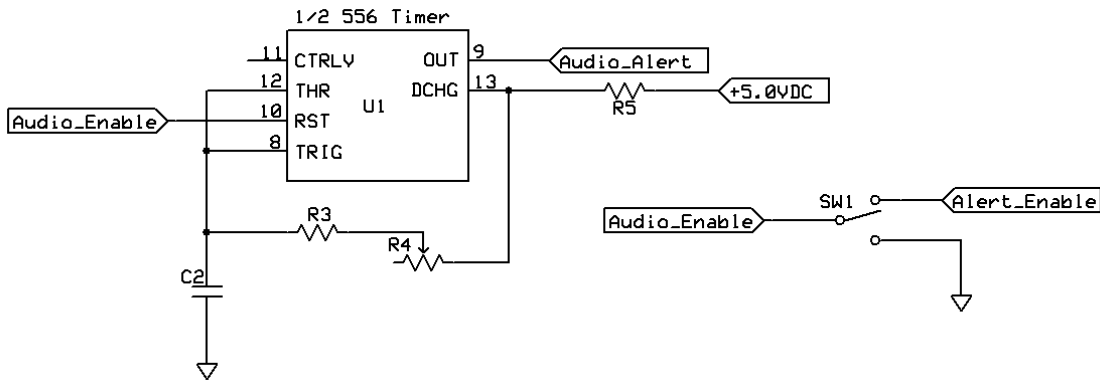 1/2 556 Timer
11 CTRLV OUT 9 Audio_Alert
12 THR DCHG 13 +5.0VDC
U1 R5
Audio_Enable 10 RST
8 TRIG
SW1 Alert_Enable
Audio_Enable
R3
R4
C2